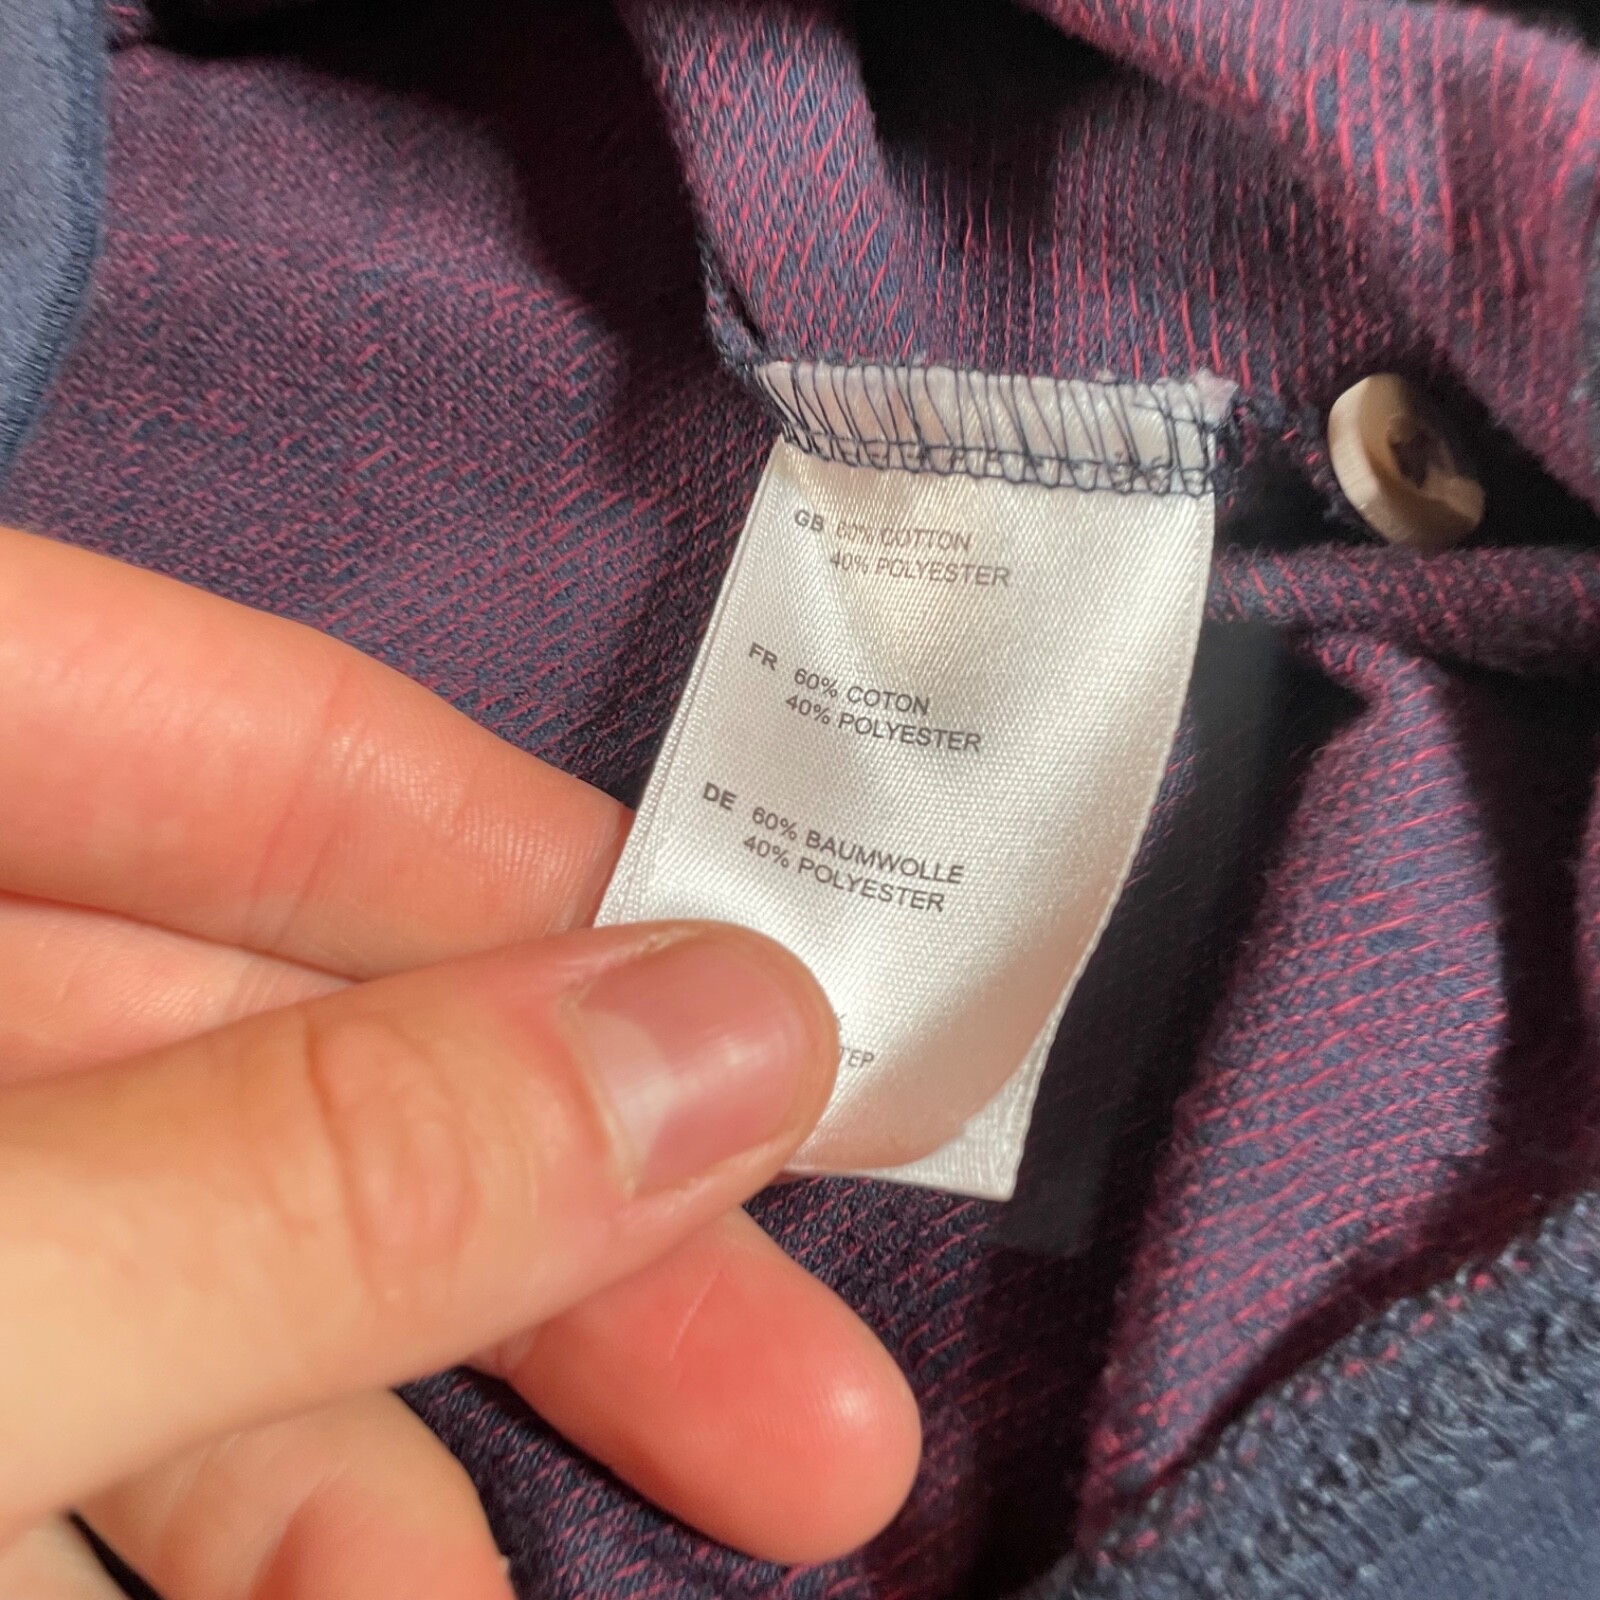 GB 60% COTTON
40% POLYESTER
FR 60% COTON
40% POLYESTER
DE 60% BAUMWOLLE
40% POLYESTER